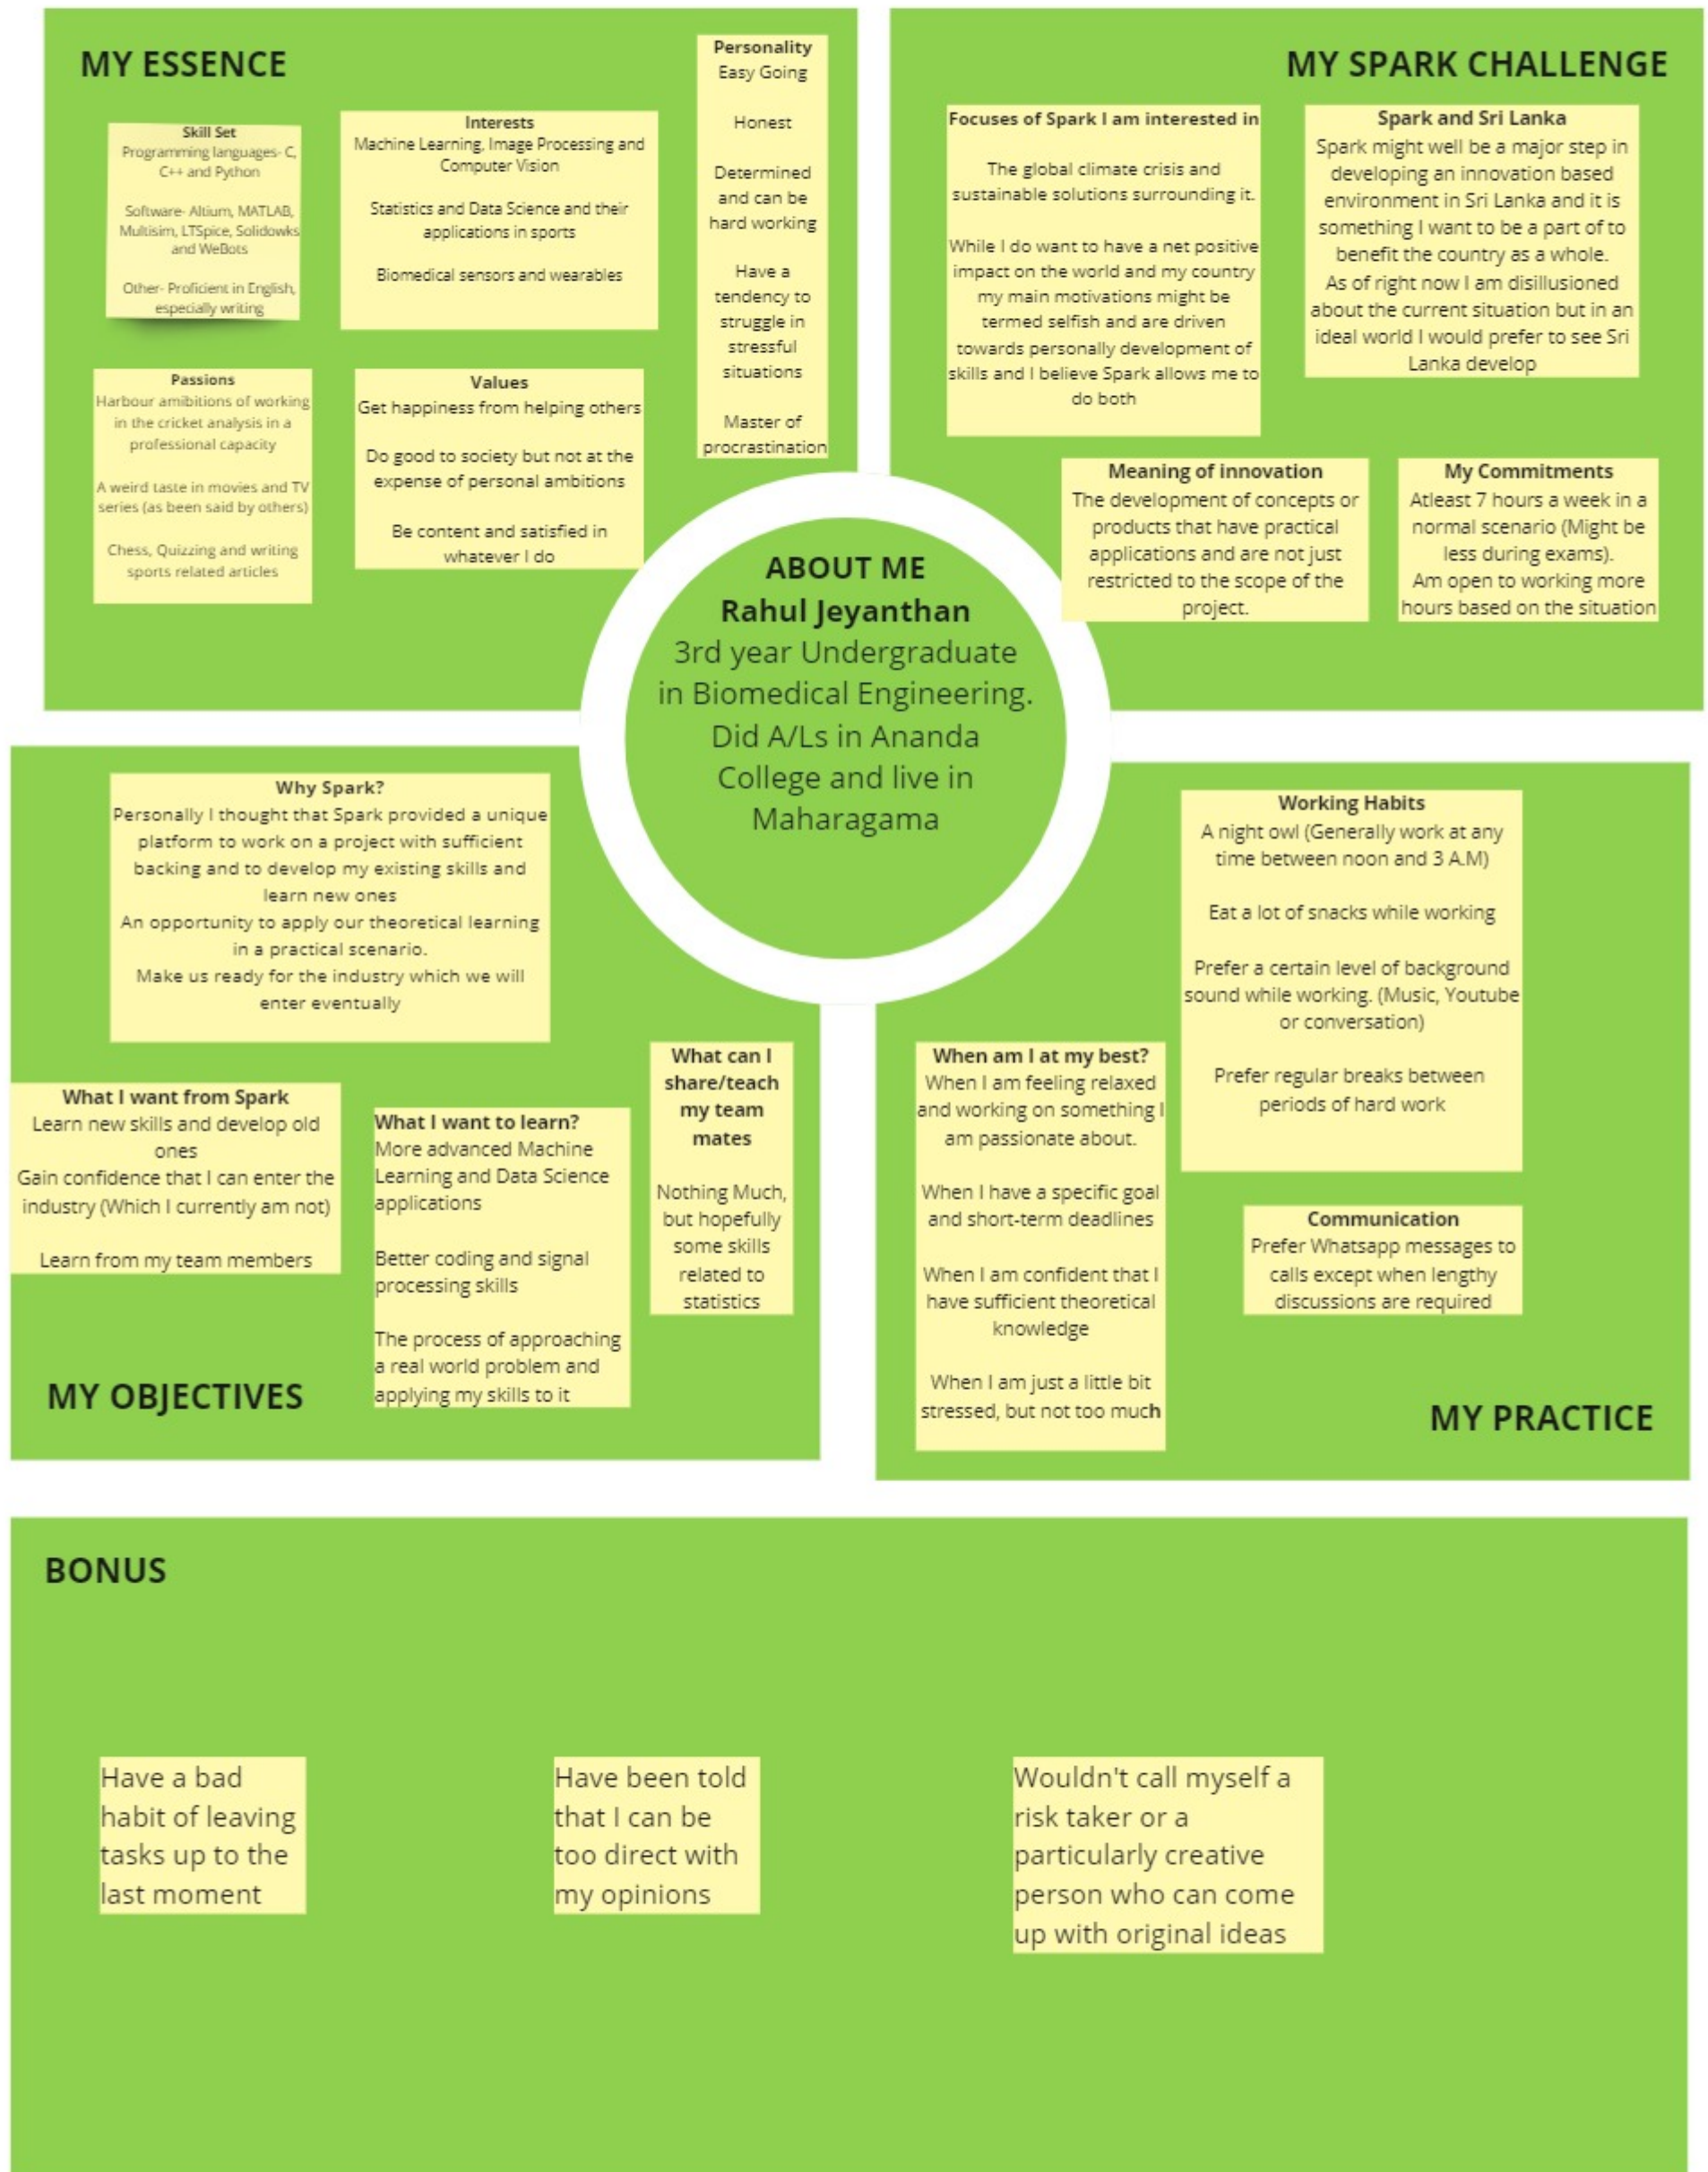 MY ESSENCE
Skill Set
Programming languages- C,
C++ and Python
Software- Altium, MATLAB,
Multisim, LTSpice, Solidowks
and WeBots
Other- Proficient in English,
especially writing
Interests
Machine Learning, Image Processing and
Computer Vision
Statistics and Data Science and their
applications in sports
Biomedical sensors and wearables
Personality
Easy Going
Honest
Determined
and can be
hard working
Have a
tendency to
struggle in
stressful
situations
Master of
procrastination
Passions
Harbour amibitions of working
in the cricket analysis in a
professional capacity
A weird taste in movies and TV
series (as been said by others)
Chess, Quizzing and writing
sports related articles
Values
Get happiness from helping others
Do good to society but not at the
expense of personal ambitions
Be content and satisfied in
whatever I do
MY SPARK CHALLENGE
Focuses of Spark I am interested in
The global climate crisis and
sustainable solutions surrounding it.
While I do want to have a net positive
impact on the world and my country
my main motivations might be
termed selfish and are driven
towards personally development of
skills and I believe Spark allows me to
do both
Spark and Sri Lanka
Spark might well be a major step in
developing an innovation based
environment in Sri Lanka and it is
something I want to be a part of to
benefit the country as a whole.
As of right now I am disillusioned
about the current situation but in an
ideal world I would prefer to see Sri
Lanka develop
Meaning of innovation
The development of concepts or
products that have practical
applications and are not just
restricted to the scope of the
project.
My Commitments
Atleast 7 hours a week in a
normal scenario (Might be
less during exams).
Am open to working more
hours based on the situation
ABOUT ME
Rahul Jeyanthan
3rd year Undergraduate
in Biomedical Engineering.
Did A/Ls in Ananda
College and live in
Maharagama
Why Spark?
Personally I thought that Spark provided a unique
platform to work on a project with sufficient
backing and to develop my existing skills and
learn new ones
An opportunity to apply our theoretical learning
in a practical scenario.
Make us ready for the industry which we will
enter eventually
What I want from Spark
Learn new skills and develop old
ones
Gain confidence that I can enter the
industry (Which I currently am not)
Learn from my team members
What I want to learn?
More advanced Machine
Learning and Data Science
applications
Better coding and signal
processing skills
The process of approaching
a real world problem and
applying my skills to it
What can I
share/teach
my team
mates
Nothing Much,
but hopefully
some skills
related to
statistics
MY OBJECTIVES
Working Habits
A night owl (Generally work at any
time between noon and 3 A.M)
Eat a lot of snacks while working
Prefer a certain level of background
sound while working. (Music, Youtube
or conversation)
Prefer regular breaks between
periods of hard work
When am I at my best?
When I am feeling relaxed
and working on something I
am passionate about.
When I have a specific goal
and short-term deadlines
When I am confident that I
have sufficient theoretical
knowledge
When I am just a little bit
stressed, but not too much
Communication
Prefer Whatsapp messages to
calls except when lengthy
discussions are required
MY PRACTICE
BONUS
Have a bad
habit of leaving
tasks up to the
last moment
Have been told
that I can be
too direct with
my opinions
Wouldn't call myself a
risk taker or a
particularly creative
person who can come
up with original ideas